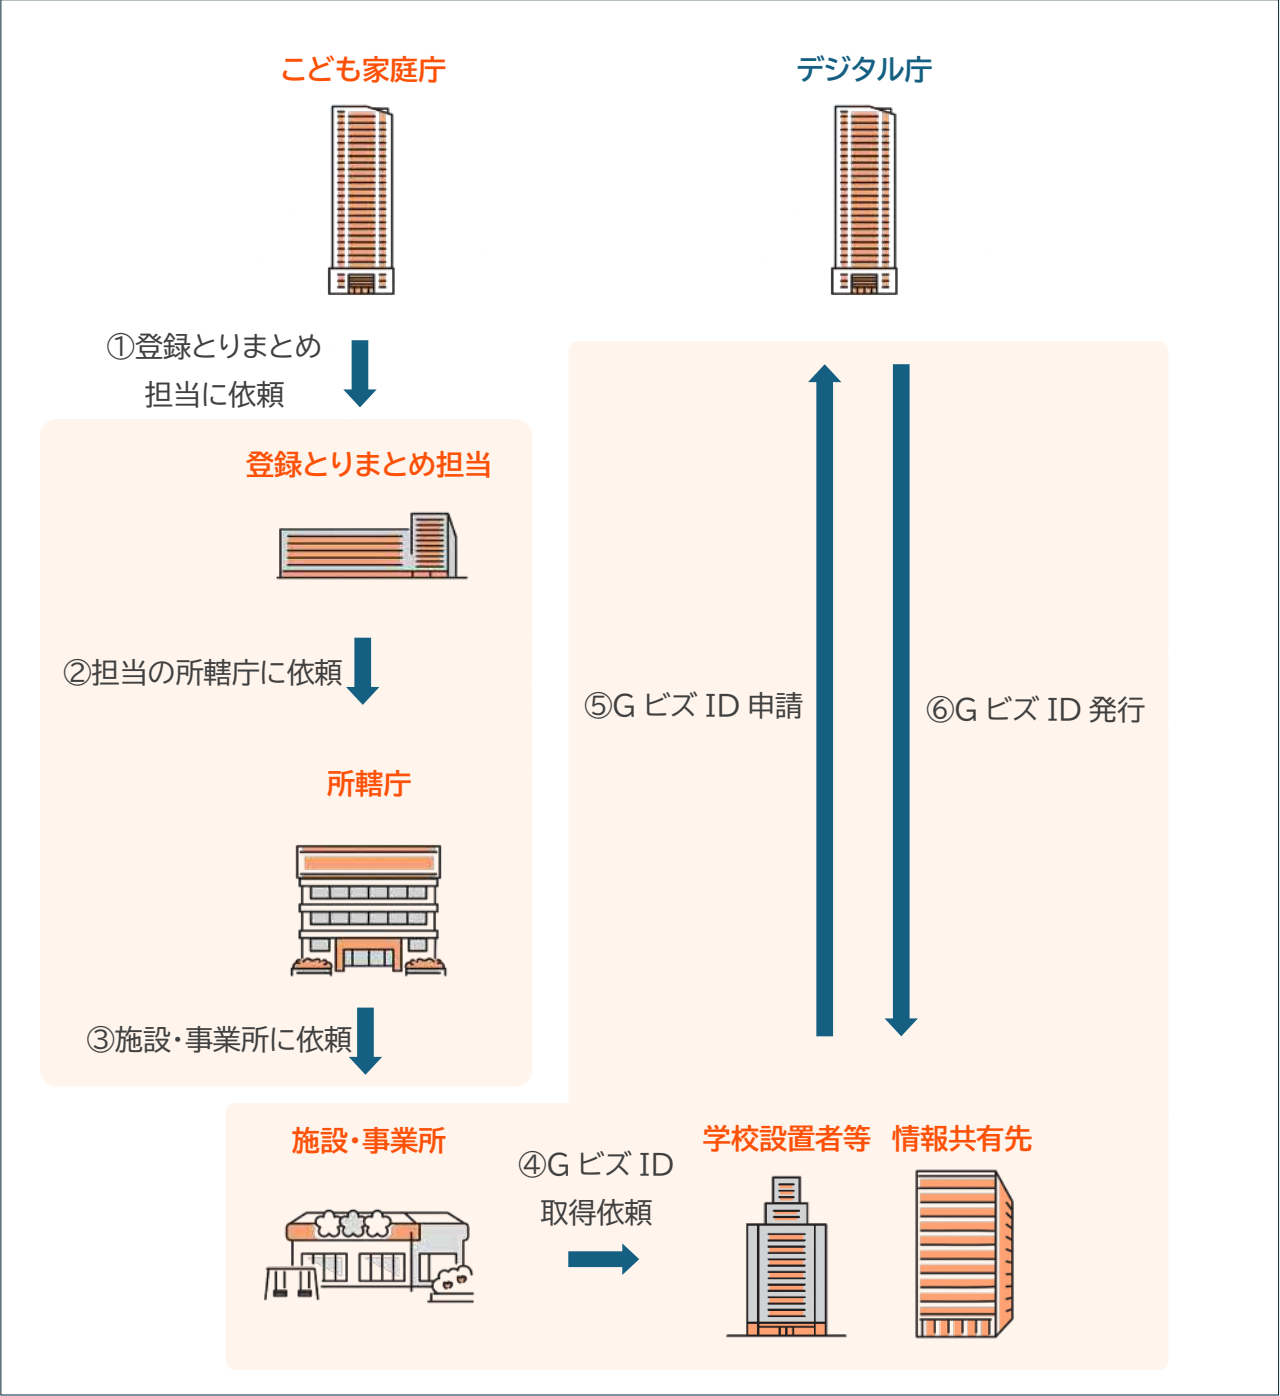 こども家庭庁
デジタル庁
①登録とりまとめ
担当に依頼
登録とりまとめ担当
②担当の所轄庁に依頼
所轄庁
③施設・事業所に依頼
⑤G ビズ ID 申請
⑥G ビズ ID 発行
施設・事業所
④G ビズ ID
取得依頼
学校設置者等
情報共有先